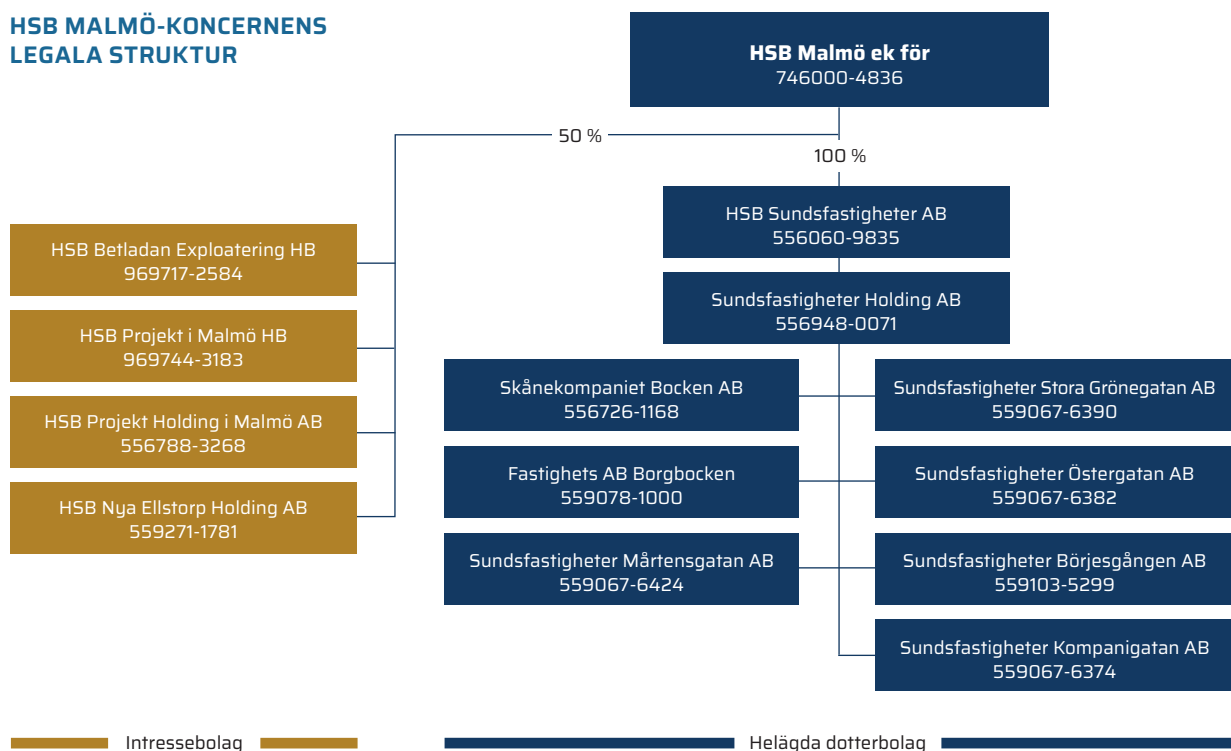 HSB MALMÖ-KONCERNENS
LEGALA STRUKTUR
HSB Malmö ek för
746000-4836
50 %
100 %
HSB Sundsfastigheter AB
556060-9835
Sundsfastigheter Holding AB
556948-0071
HSB Betladan Exploatering HB
969717-2584
HSB Projekt i Malmö HB
969744-3183
HSB Projekt Holding i Malmö AB
556788-3268
HSB Nya Ellstorp Holding AB
559271-1781
Skånekompaniet Bocken AB
556726-1168
Sundsfastigheter Stora Grönegatan AB
559067-6390
Fastighets AB Borgbocken
559078-1000
Sundsfastigheter Östergatan AB
559067-6382
Sundsfastigheter Mårtensgatan AB
559067-6424
Sundsfastigheter Börjesgången AB
559103-5299
Sundsfastigheter Kompanigatan AB
559067-6374
Intressebolag
Helägda dotterbolag